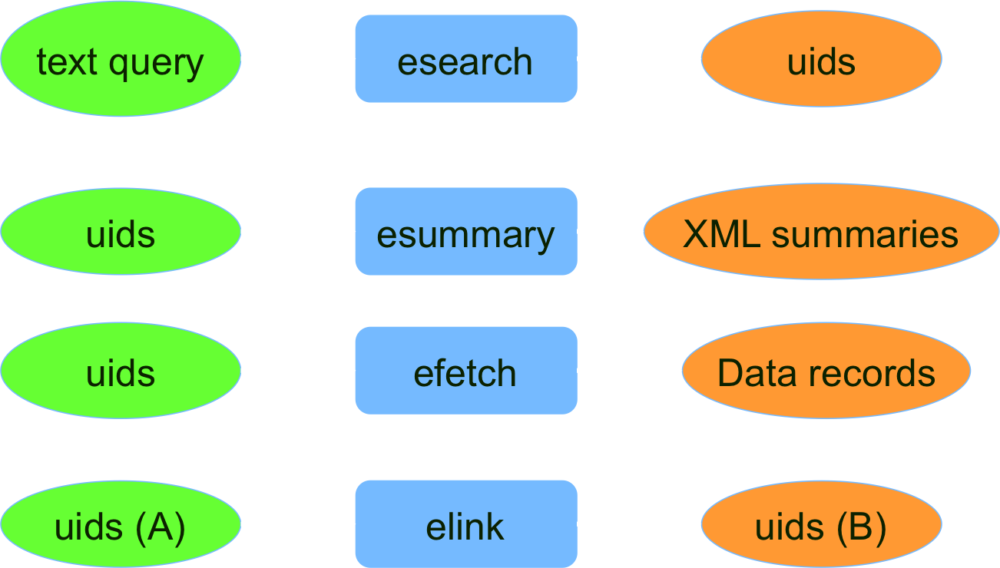 text query
esearch
uids
uids
esummary
XML summaries
uids
efetch
Data records
uids (A)
elink
uids (B)